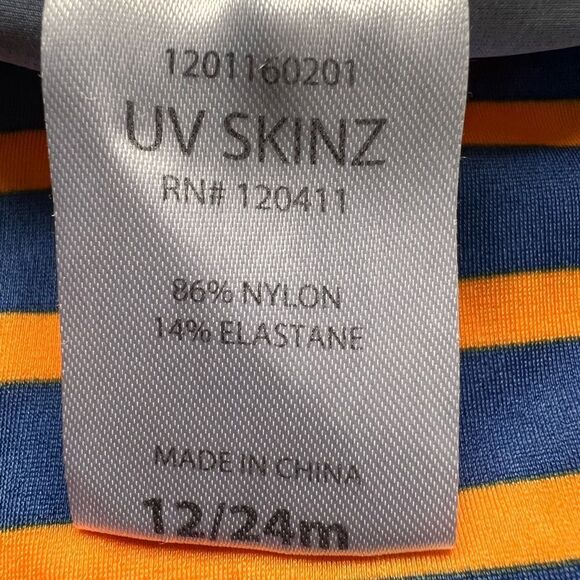 1201160201
UV SKINZ
RN# 120411
86% NYLON
14% ELASTANE
MADE IN CHINA
12/24m